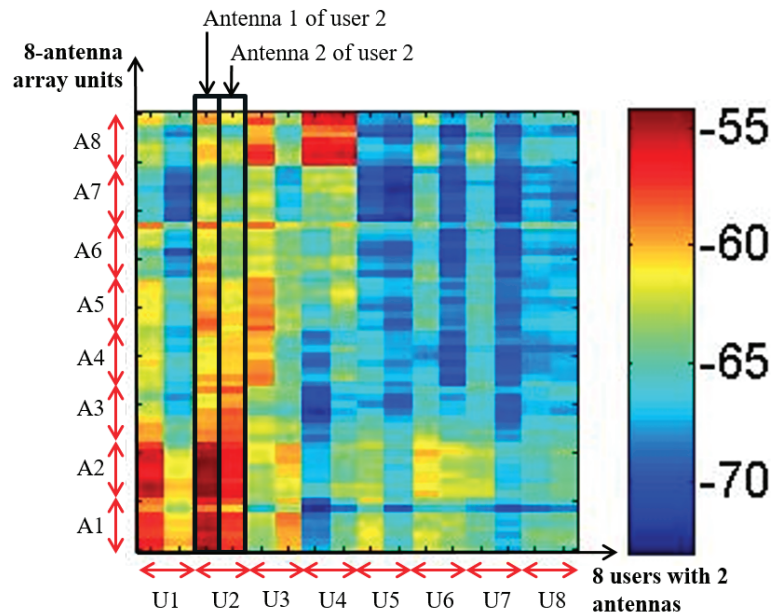 Antenna 1 of user 2
Antenna 2 of user 2
8-antenna
array units
A8
A7
A6
A5
A4
A3
A2
A1
-55
-60
-65
-70
U1 U2 U3 U4 U5 U6 U7 U8
8 users with 2
antennas